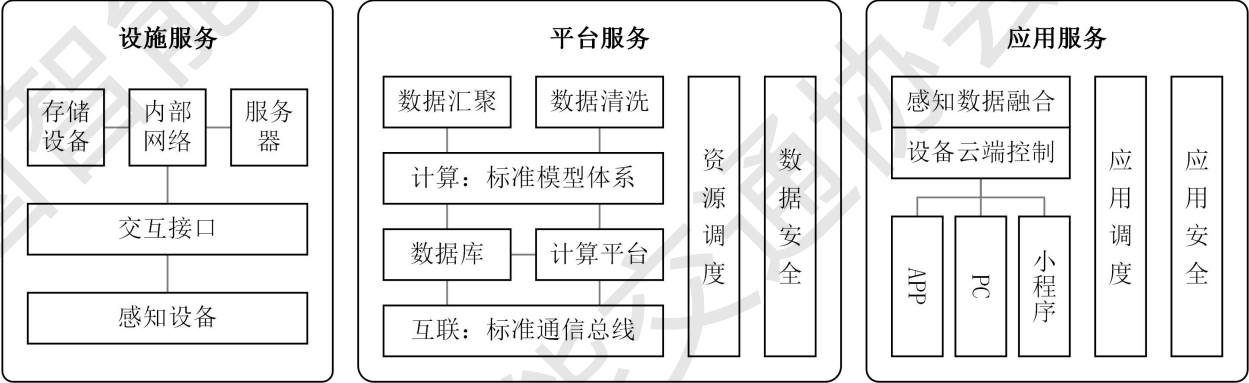 设施服务
存储
设备
内部
网络
服务
器
交互接口
感知设备
平台服务
数据汇聚
数据清洗
计算：标准模型体系
数据库
计算平台
互联：标准通信总线
资源调度
数据安全
应用服务
感知数据融合
设备云端控制
APP
PC
小程序
应用调度
应用安全